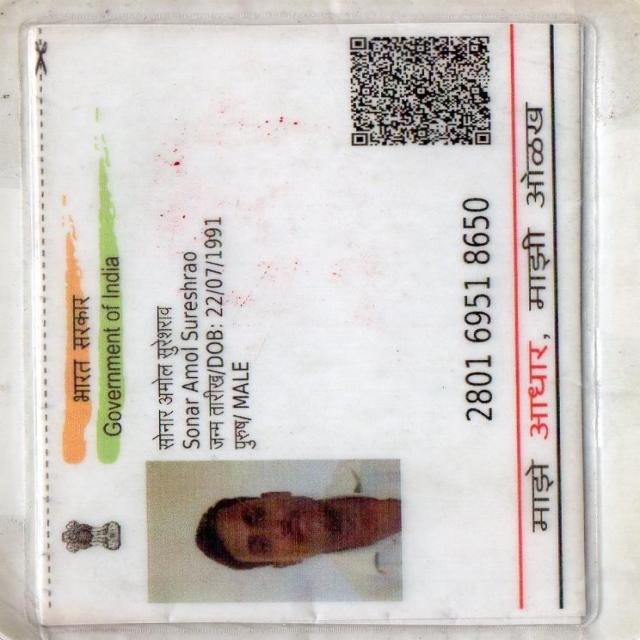 भारत सरकार
Government of India
सोनार अमोल सुरेशराव
Sonar Amol Sureshrao
जन्म तारीख/DOB: 22/07/1991
पुरुष/ MALE
2801 6951 8650
माझे आधार, माझी ओळख